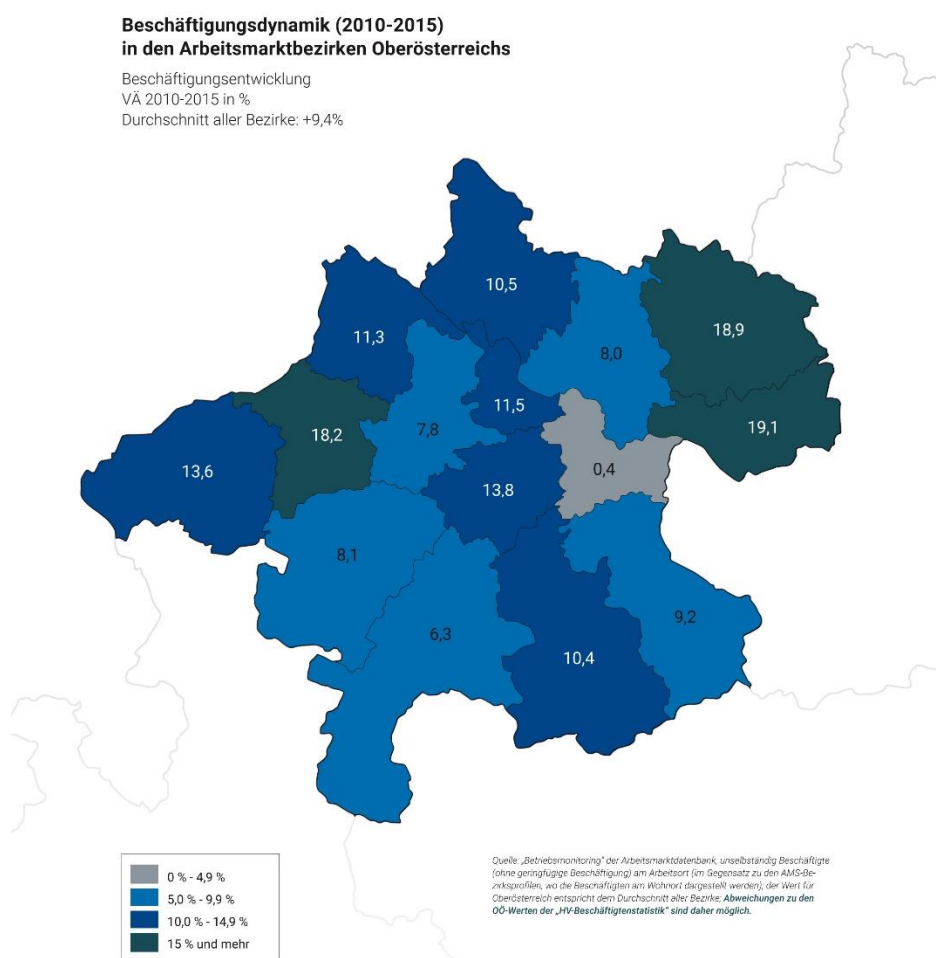 Beschäftigungsdynamik (2010-2015)
in den Arbeitsmarktbezirken Oberösterreichs
Beschäftigungsentwicklung
VÄ 2010-2015 in %
Durchschnitt aller Bezirke: +9,4%
10,5
18,9
11,3
8,0
11,5
18,2
7,8
19,1
13,6
0,4
13,8
8,1
9,2
6,3
10,4
0 % - 4,9 %
5,0 % - 9,9 %
10,0 % - 14,9 %
15 % und mehr
Quelle: „Betriebsmonitoring" der Arbeitsmarktdatenbank, unselbständig Beschäftigte
(ohne geringfügige Beschäftigung) am Arbeitsort (im Gegensatz zu den AMS-Be-
zirksprofilen, wo die Beschäftigten am Wohnort dargestellt werden); der Wert für
Oberösterreich entspricht dem Durchschnitt aller Bezirke; Abweichungen zu den
OÖ-Werten der „HV-Beschäftigtenstatistik" sind daher möglich.